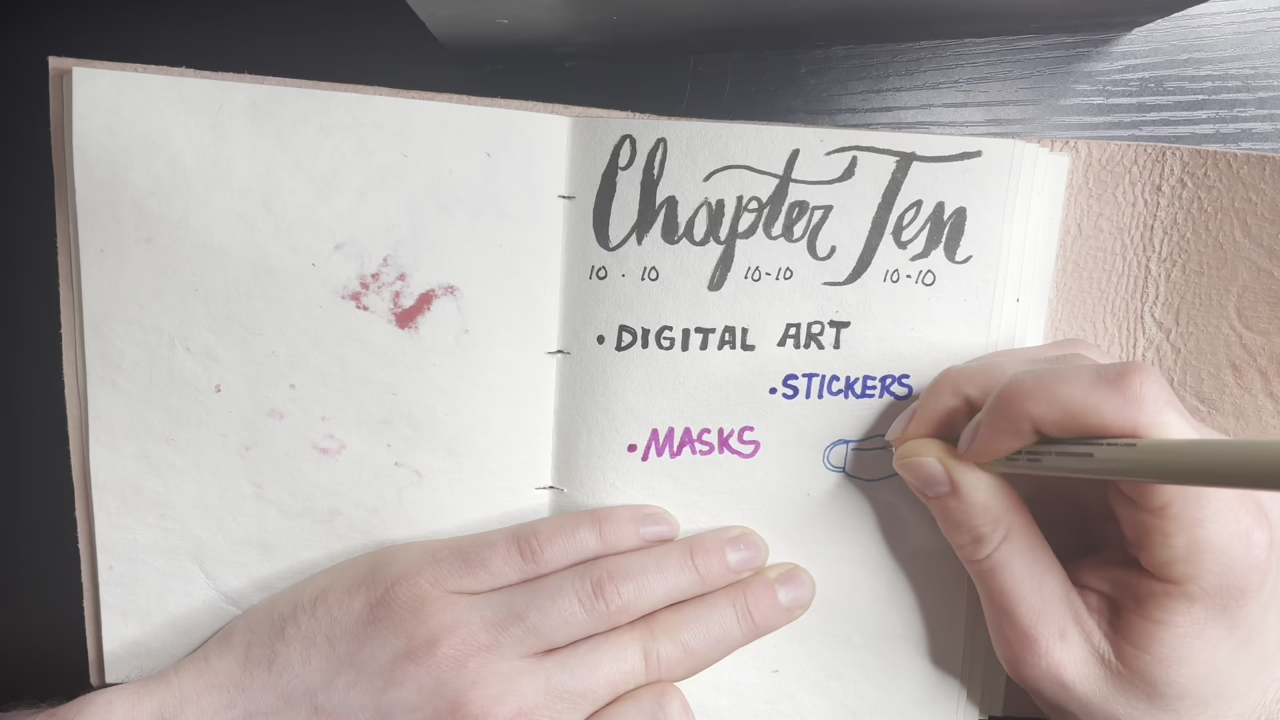 Chapter Ten
10 . 10 10-10 10-10
• DIGITAL ART
• STICKERS
• MASKS